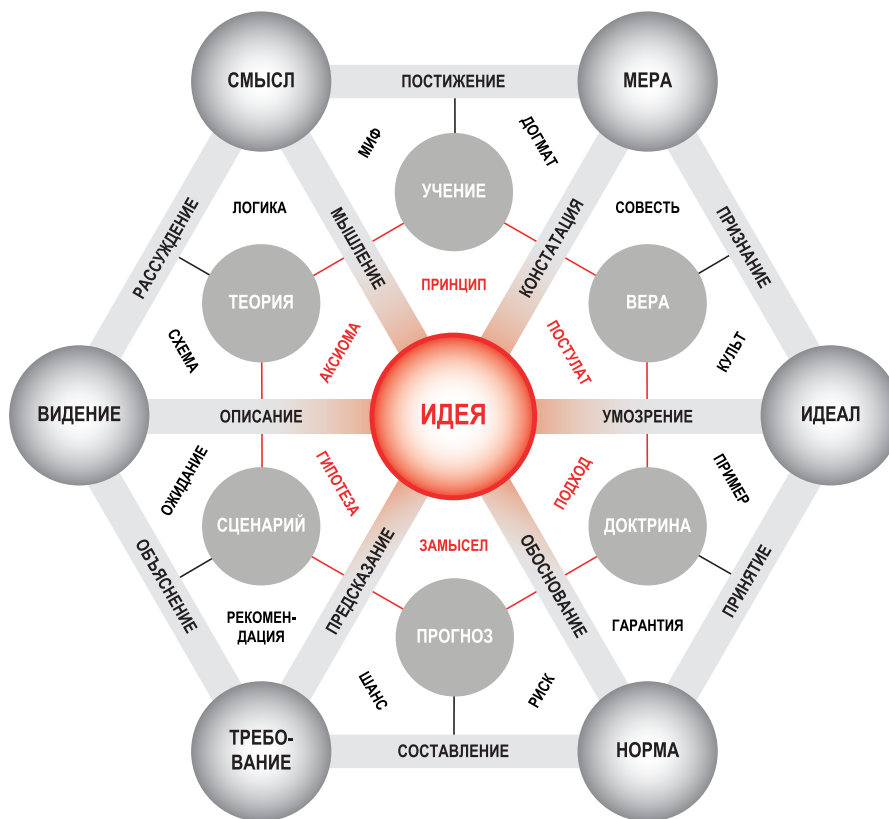 СМЫСЛ
ПОСТИЖЕНИЕ
МЕРА
МИФ
ДОГМАТ
УЧЕНИЕ
ЛОГИКА
СОВЕСТЬ
РАССУЖДЕНИЕ
МЫШЛЕНИЕ
КОНСТАТАЦИЯ
ПРИЗНАНИЕ
ПРИНЦИП
ТЕОРИЯ
ВЕРА
СХЕМА
АКСИОМА
ПОСТУЛАТ
КУЛЬТ
ВИДЕНИЕ
ОПИСАНИЕ
ИДЕЯ
УМОЗРЕНИЕ
ИДЕАЛ
ОЖИДАНИЕ
ГИПОТЕЗА
ПОДХОД
ПРИМЕР
СЦЕНАРИЙ
ДОКТРИНА
ЗАМЫСЕЛ
ОБЪЯСНЕНИЕ
ПРЕДСКАЗАНИЕ
ОБОСНОВАНИЕ
ПРИНЯТИЕ
РЕКОМЕН-
ДАЦИЯ
ПРОГНОЗ
ГАРАНТИЯ
ШАНС
РИСК
ТРЕБО-
ВАНИЕ
СОСТАВЛЕНИЕ
НОРМА